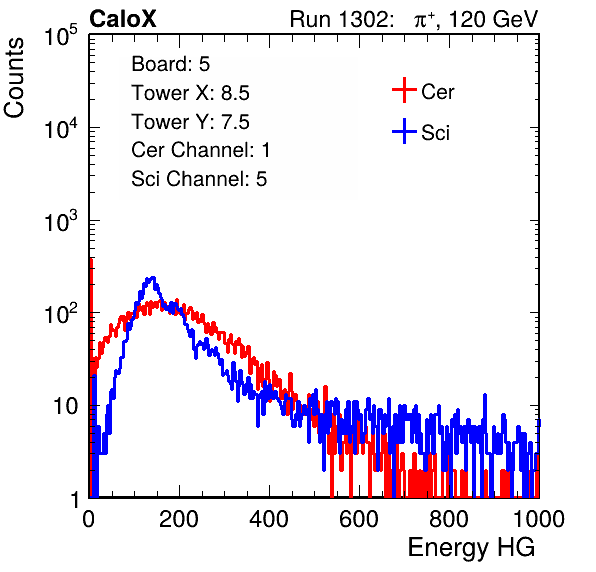 CaloX Run 1302: π⁺, 120 GeV
Counts
10⁵
10⁴
10³
10²
10
1
Board: 5
Tower X: 8.5
Tower Y: 7.5
Cer Channel: 1
Sci Channel: 5
Cer
Sci
0 200 400 600 800 1000
Energy HG